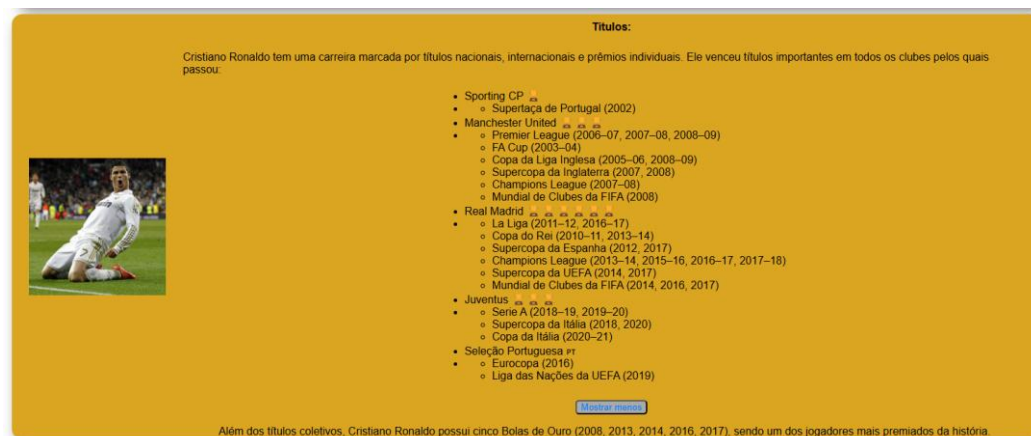 Titulos:
Cristiano Ronaldo tem uma carreira marcada por títulos nacionais, internacionais e prêmios individuais. Ele venceu títulos importantes em todos os clubes pelos quais
passou:
Sporting CP
Supertaça de Portugal (2002)
Manchester United
Premier League (2006–07, 2007–08, 2008–09)
FA Cup (2003–04)
Copa da Liga Inglesa (2005-06, 2008–09)
Supercopa da Inglaterra (2007, 2008)
Champions League (2007–08)
Mundial de Clubes da FIFA (2008)
Real Madrid
La Liga (2011–12, 2016–17)
Copa do Rei (2010–11, 2013–14)
Supercopa da Espanha (2012, 2017)
Champions League (2013–14, 2015–16, 2016–17, 2017–18)
Supercopa da UEFA (2014, 2017)
Mundial de Clubes da FIFA (2014, 2016, 2017)
Juventus
Serie A (2018–19, 2019–20)
Supercopa da Itália (2018, 2020)
Copa da Itália (2020–21)
Seleção Portuguesa PT
Eurocopa (2016)
Liga das Nações da UEFA (2019)
Mostrar menos
Além dos títulos coletivos, Cristiano Ronaldo possui cinco Bolas de Ouro (2008, 2013, 2014, 2016, 2017), sendo um dos jogadores mais premiados da história.